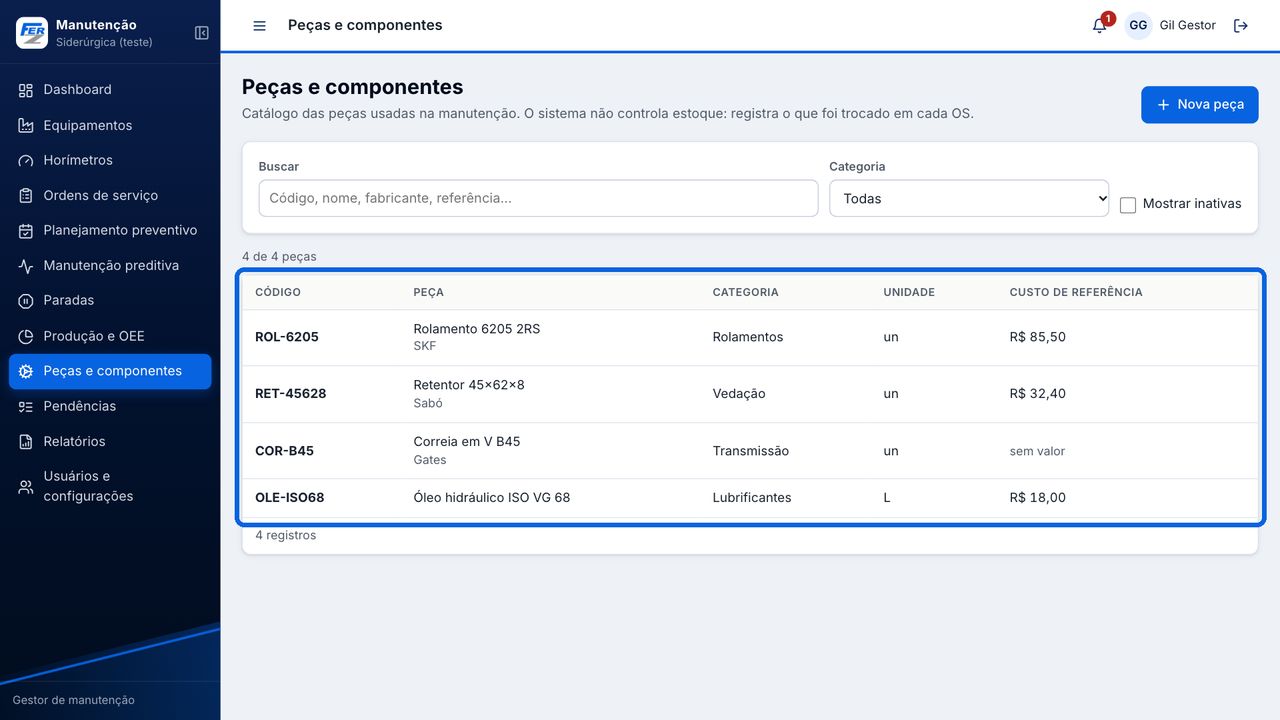 FER
2
Manutenção
Siderúrgica (teste)
Dashboard
Equipamentos
Horímetros
Ordens de serviço
Planejamento preventivo
Manutenção preditiva
Paradas
Produção e OEE
Peças e componentes
Pendências
Relatórios
Usuários e
configurações
Gestor de manutenção
Peças e componentes
1
GG
Gil Gestor
Peças e componentes
Catálogo das peças usadas na manutenção. O sistema não controla estoque: registra o que foi trocado em cada OS.
+ Nova peça
Buscar
Categoria
Código, nome, fabricante, referência...
Todas
Mostrar inativas
4 de 4 peças
CÓDIGO PEÇA CATEGORIA UNIDADE CUSTO DE REFERÊNCIA
ROL-6205 Rolamento 6205 2RS Rolamentos un R$ 85,50
SKF
RET-45628 Retentor 45×62×8 Vedação un R$ 32,40
Sabó
COR-B45 Correia em V B45 Transmissão un sem valor
Gates
OLE-ISO68 Óleo hidráulico ISO VG 68 Lubrificantes L R$ 18,00
4 registros